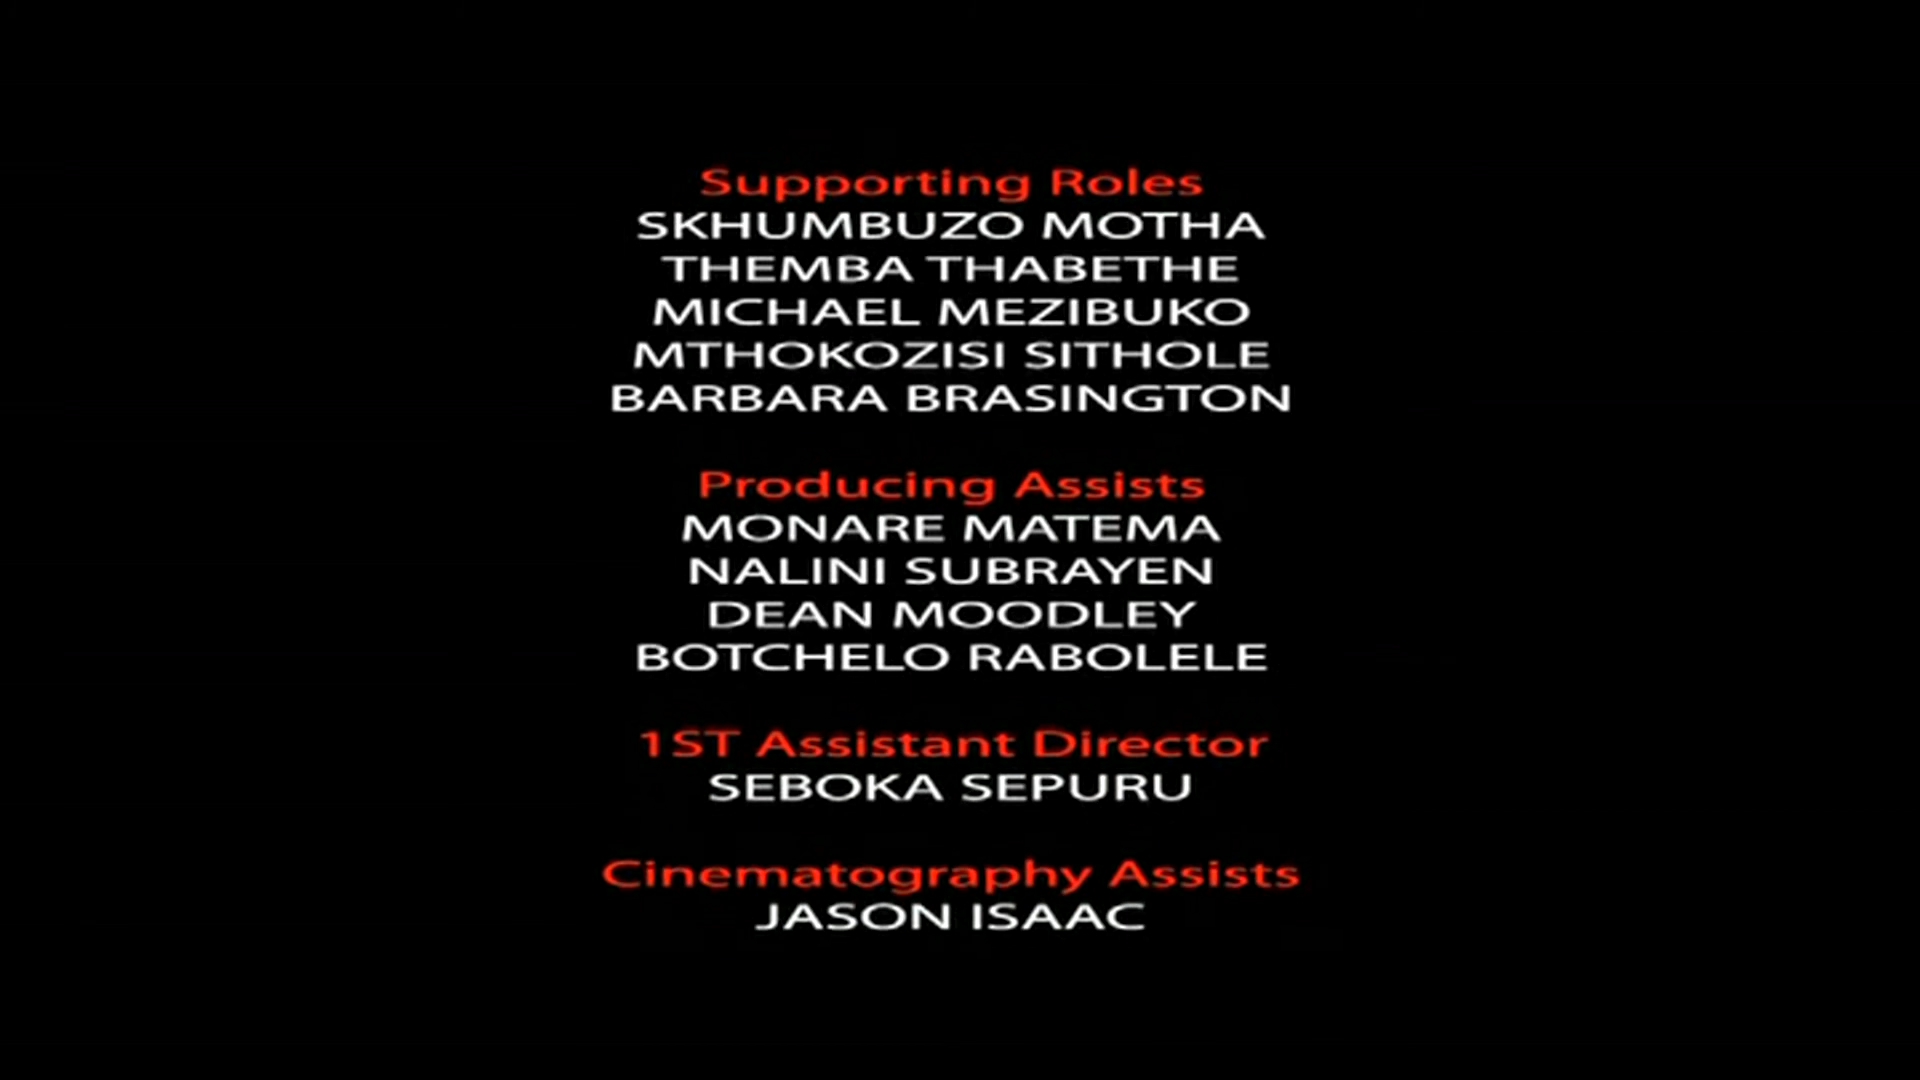 Supporting Roles
SKHUMBUZO MOTHA
THEMBA THABETHE
MICHAEL MEZIBUKO
MTHOKOZISI SITHOLE
BARBARA BRASINGTON
Producing Assists
MONARE MATEMA
NALINI SUBRAYEN
DEAN MOODLEY
BOTCHELO RABOLELE
1ST Assistant Director
SEBOKA SEPURU
Cinematography Assists
JASON ISAAC